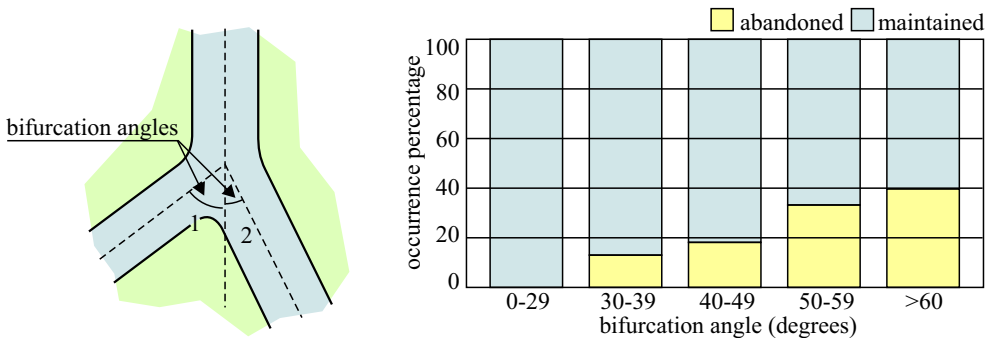 bifurcation angles
1
2
abandoned maintained
occurrence percentage
100
80
60
40
20
0
0-29 30-39 40-49 50-59 >60
bifurcation angle (degrees)